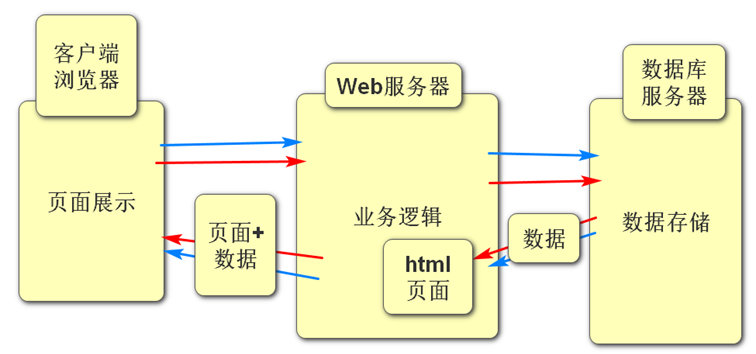 客户端
浏览器
页面展示
Web服务器
业务逻辑
html
页面
页面+
数据
数据
数据库
服务器
数据存储